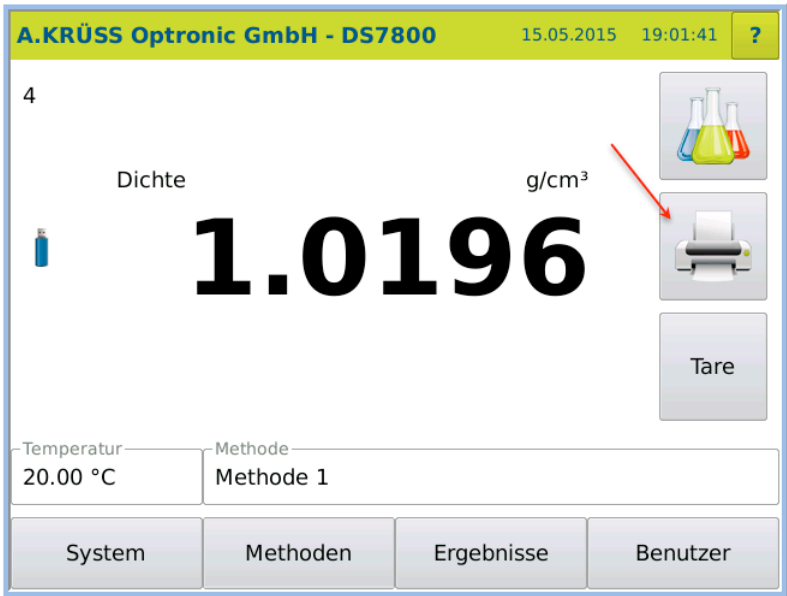 A.KRÜSS Optronic GmbH - DS7800 15.05.2015 19:01:41 ?
4
Dichte g/cm³
1.0196
Tare
Temperatur Methode
20.00 °C Methode 1
System Methoden Ergebnisse Benutzer